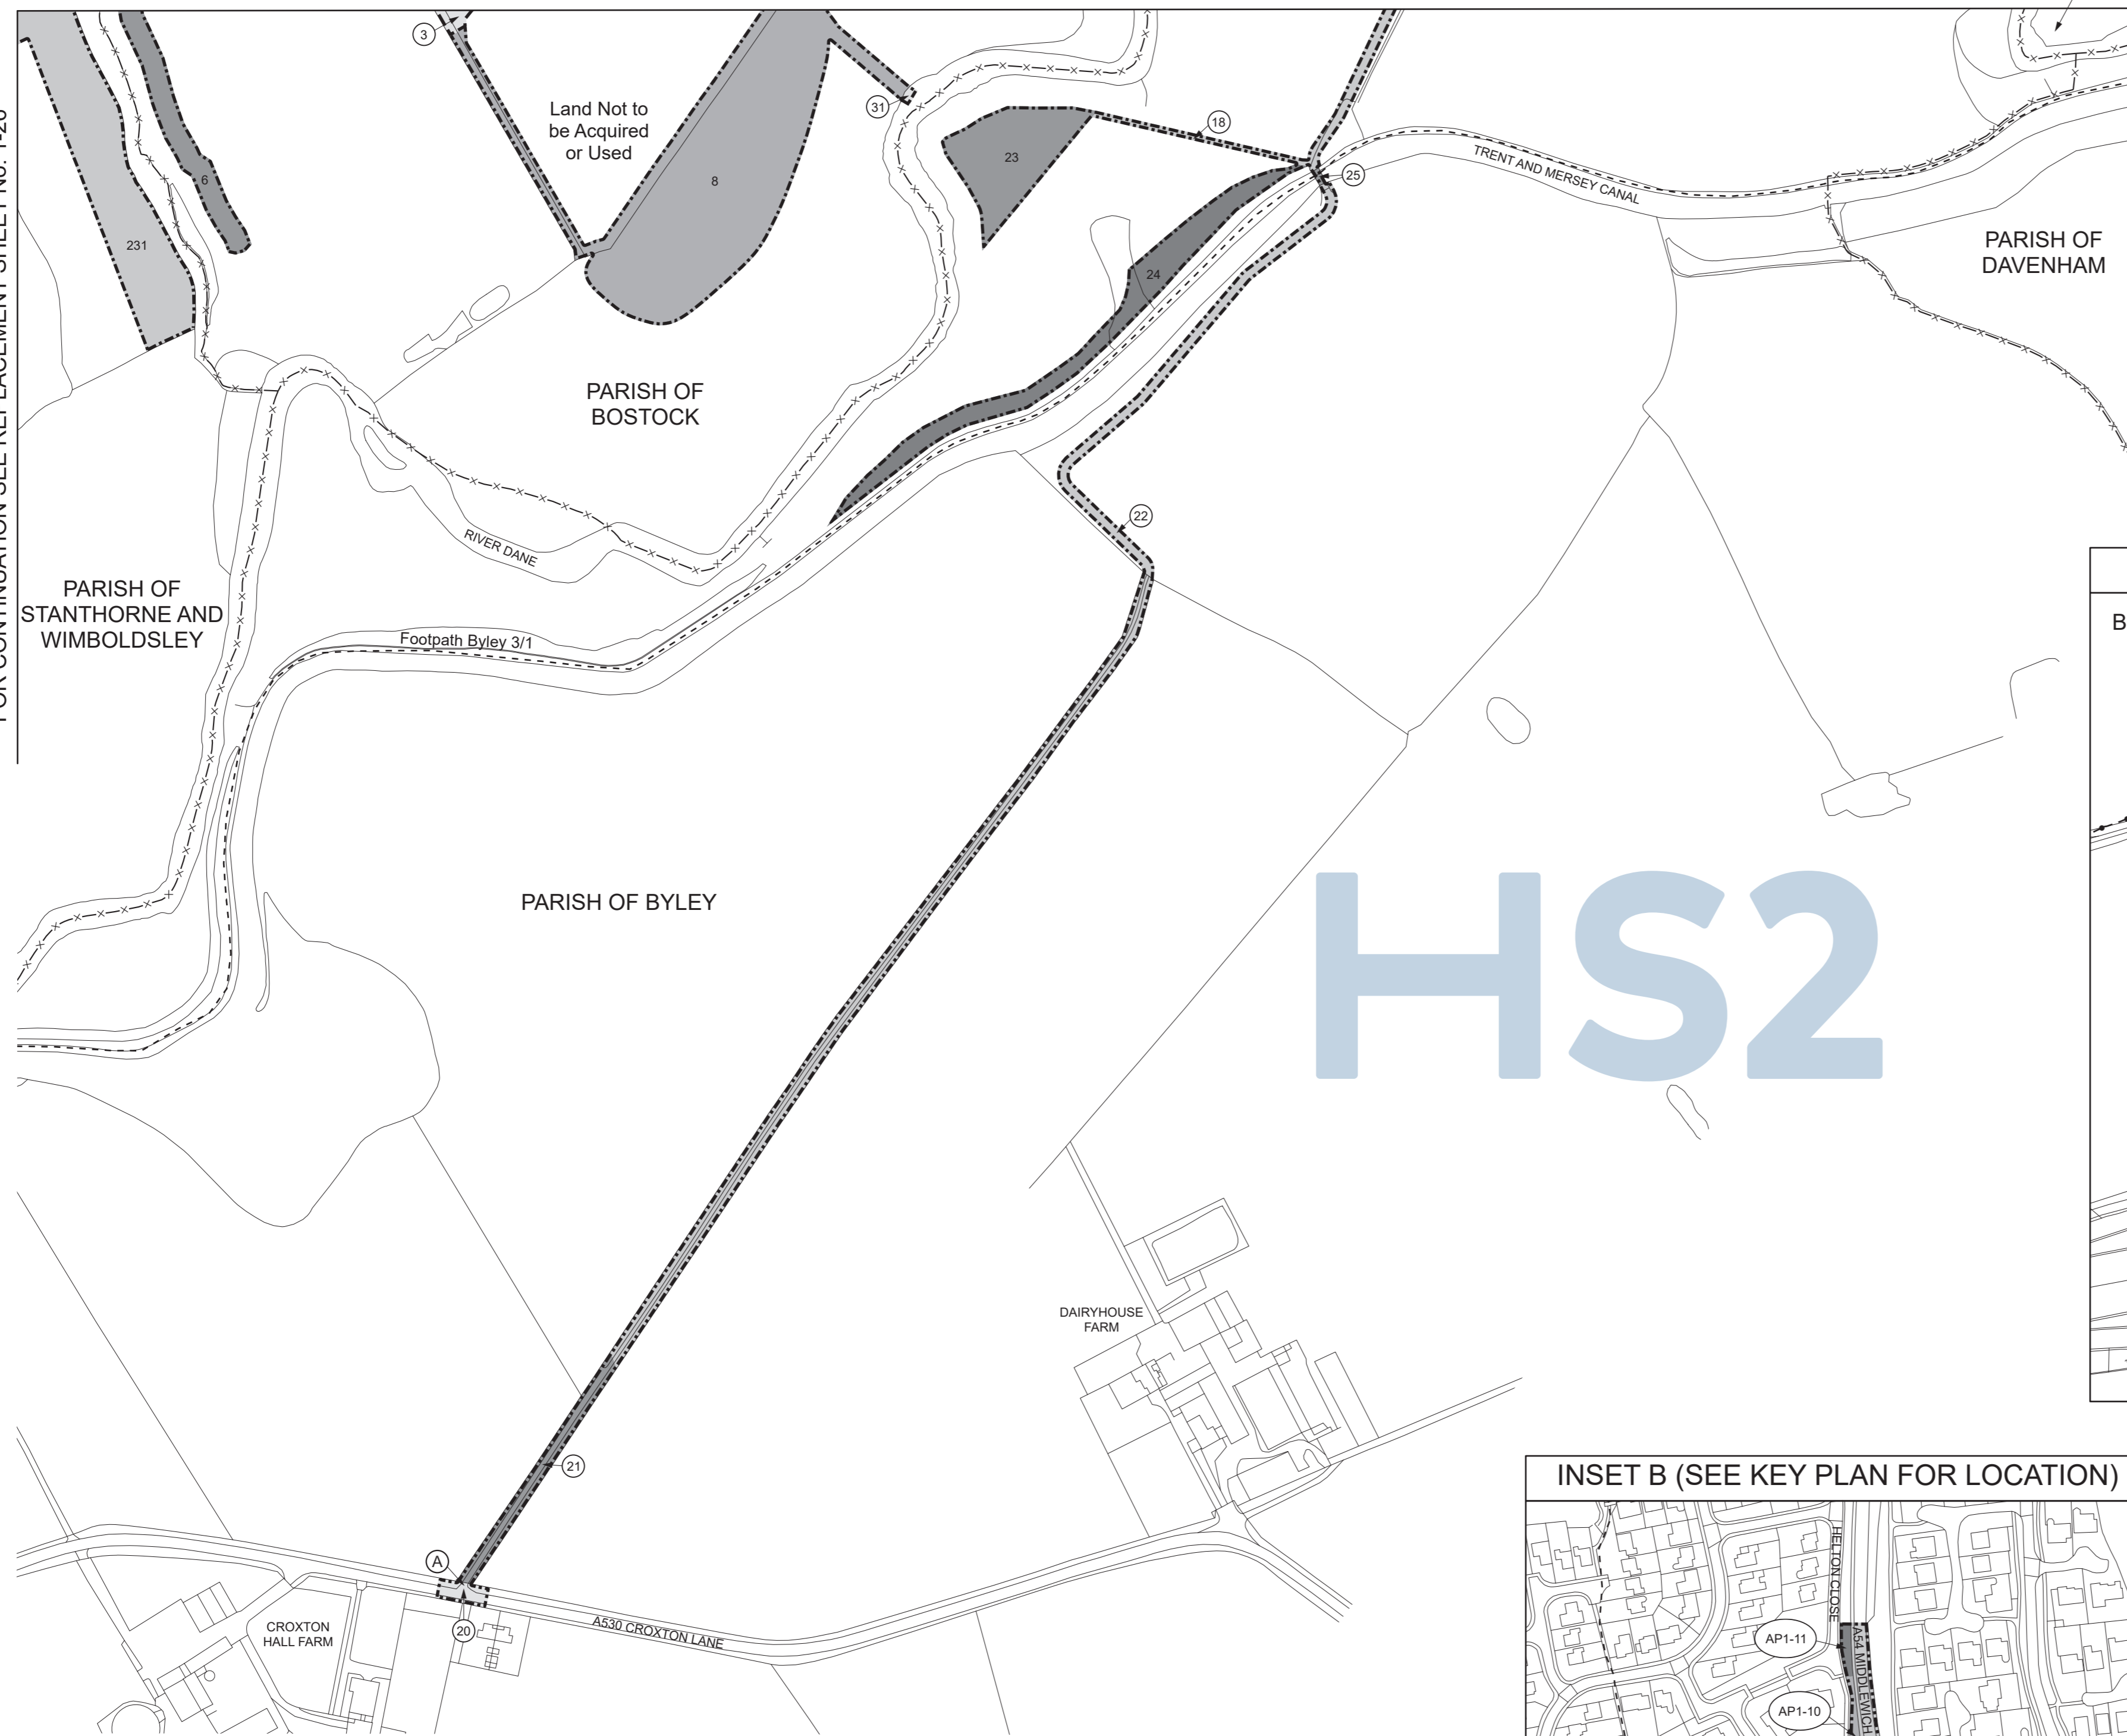 3
Land Not to
be Acquired
or Used
31
18
6
8
23
25
TRENT AND MERSEY CANAL
231
24
PARISH OF
DAVENHAM
PARISH OF
BOSTOCK
22
RIVER DANE
PARISH OF
STANTHORNE AND
WIMBOLDSLEY
Footpath Byley 3/1
B
PARISH OF BYLEY
HS2
DAIRYHOUSE
FARM
21
A
20
CROXTON
HALL FARM
A530 CROXTON LANE
INSET B (SEE KEY PLAN FOR LOCATION)
HELTON CLOSE
AP1-11
A54 MIDDLEWICH
AP1-10